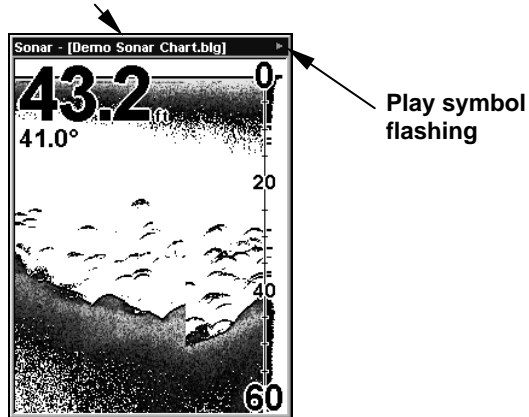 Sonar - [Demo Sonar Chart.blg]
43.2 ft
41.0°
0
20
40
60
Play symbol
flashing